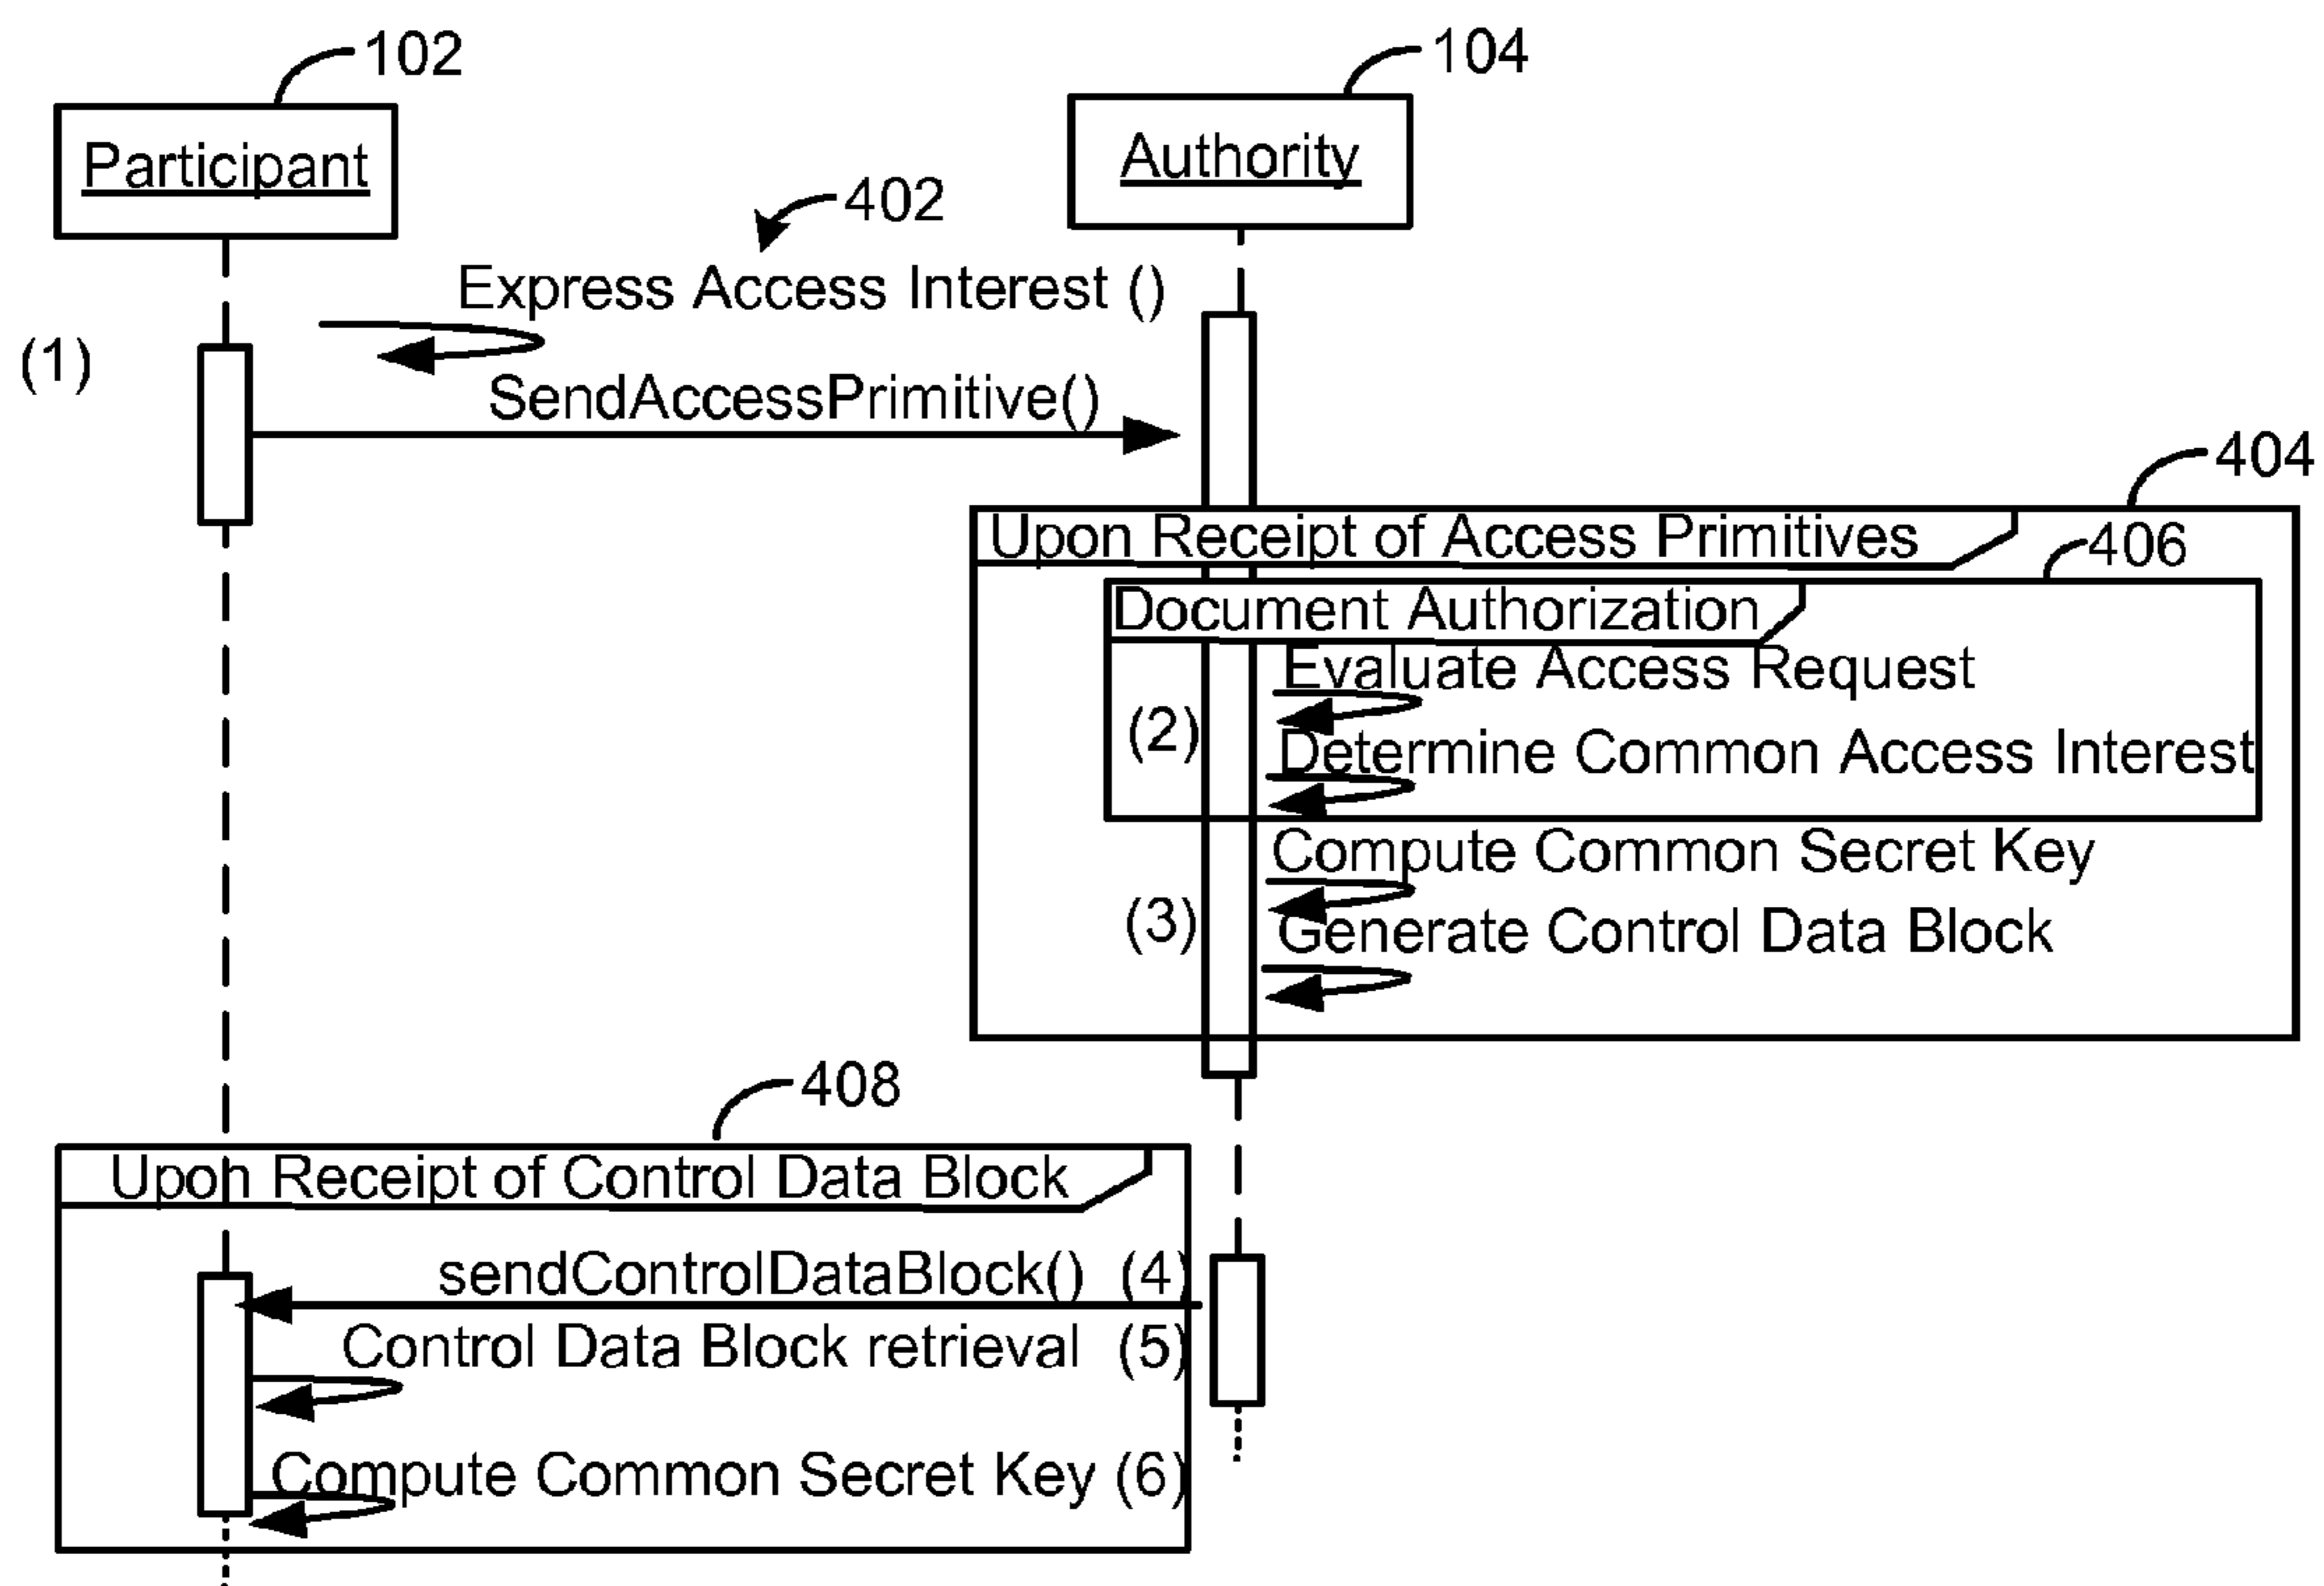 102
104
Participant
Authority
402
Express Access Interest ()
(1)
SendAccessPrimitive()
404
Upon Receipt of Access Primitives
406
Document Authorization
Evaluate Access Request
(2)
Determine Common Access Interest
Compute Common Secret Key
(3)
Generate Control Data Block
408
Upon Receipt of Control Data Block
sendControlDataBlock() (4)
Control Data Block retrieval (5)
Compute Common Secret Key (6)